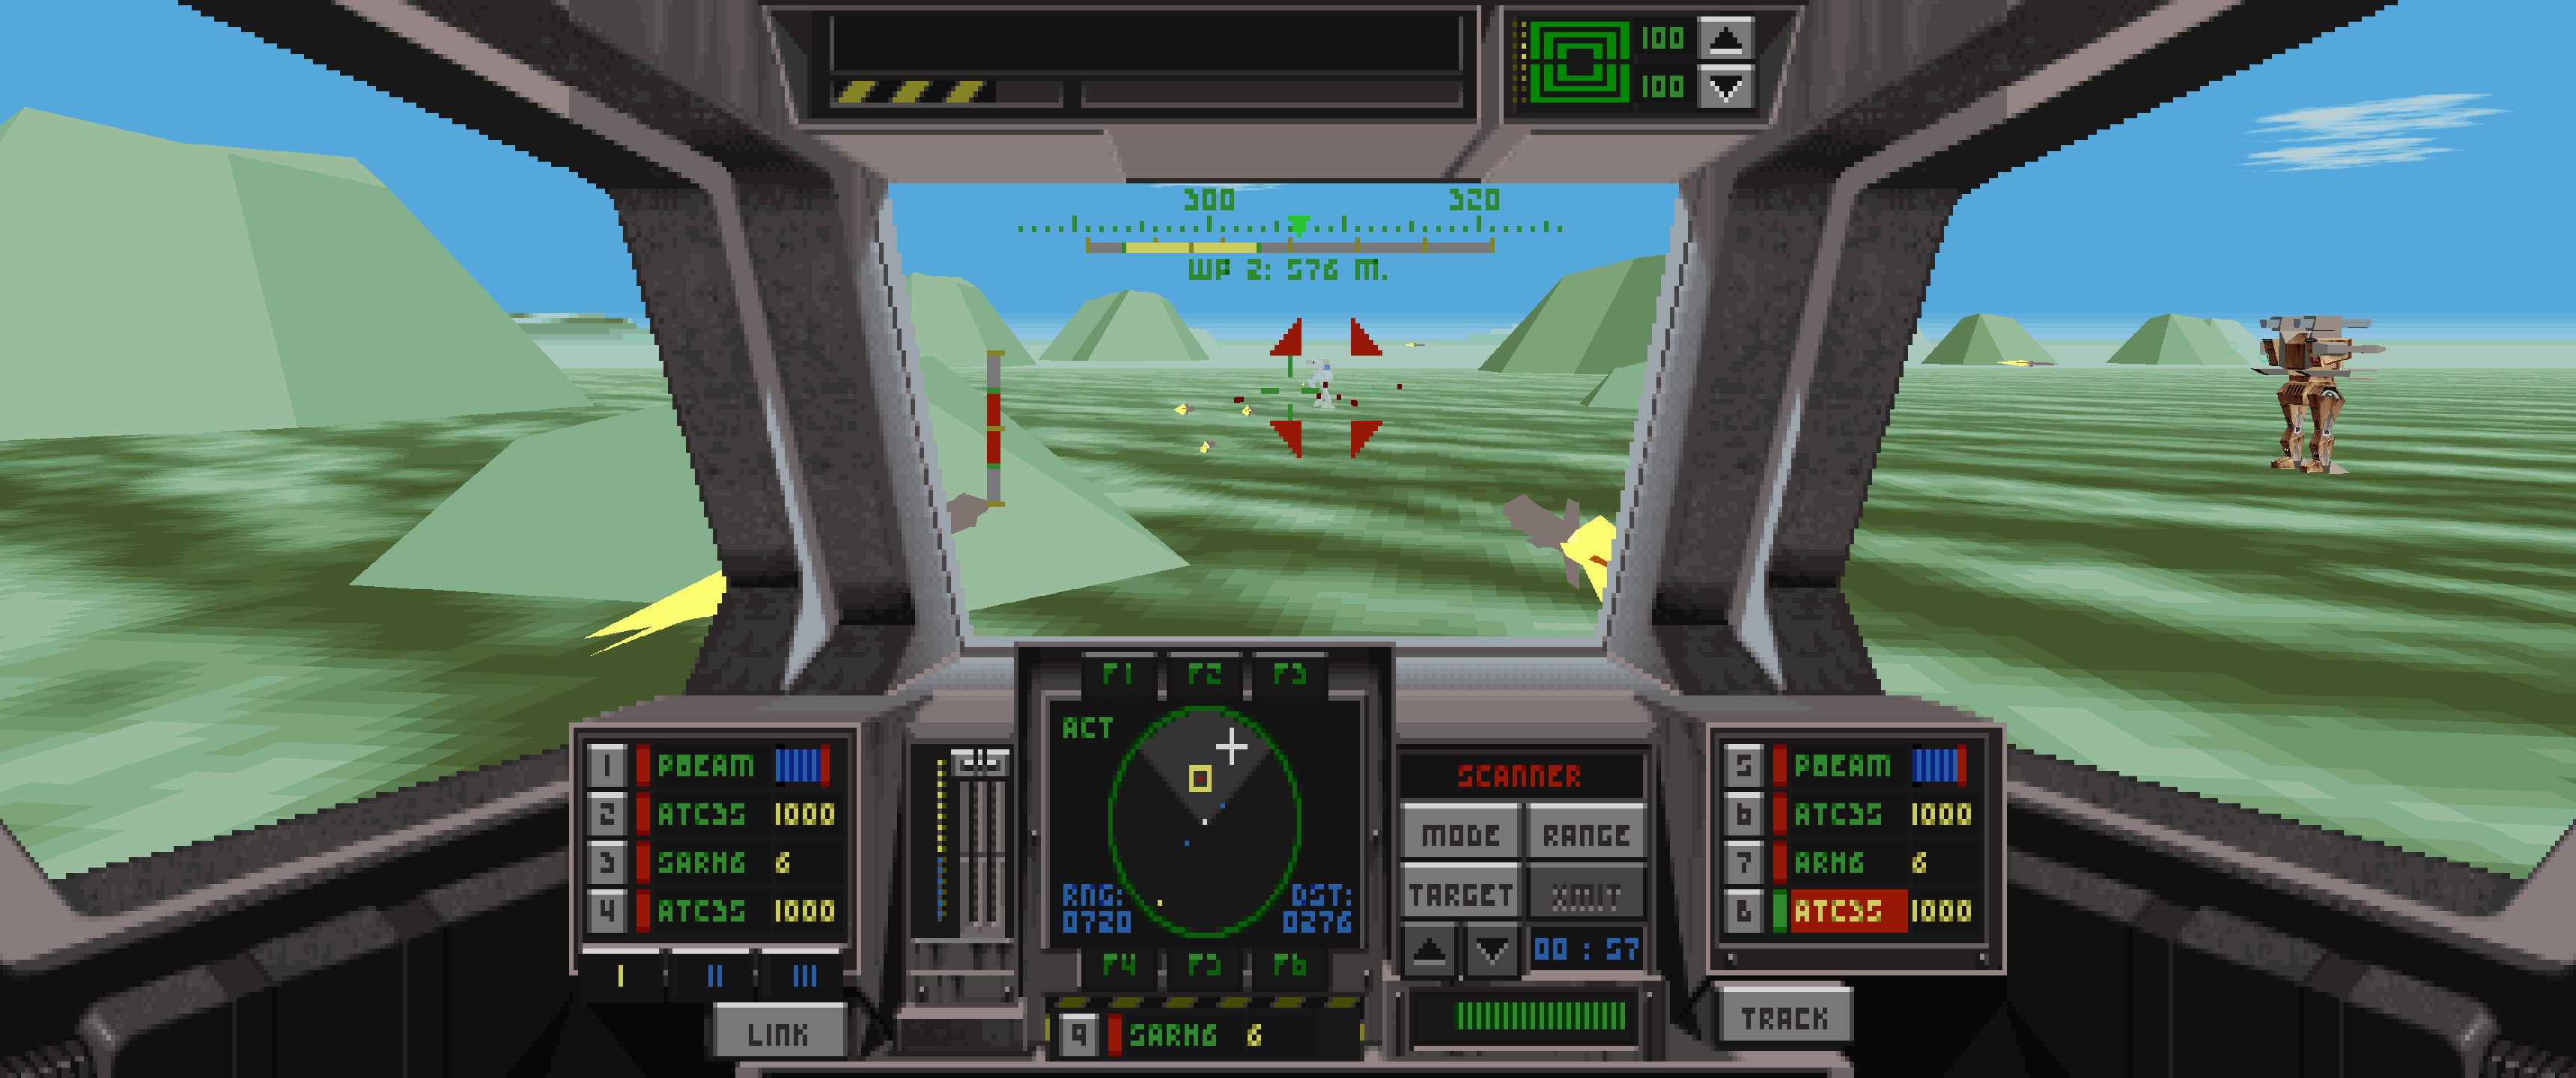 100
100
300 320
WP 2: 576 M.
F1 F2 F3
ACT
1 POEAM
2 ATC35 1000
3 SARM6 6
4 ATC35 1000
I II III
LINK
RNG: DST:
0720 0276
F4 F5 F6
9 SARM6 6
SCANNER
MODE RANGE
TARGET XMIT
00 : 57
5 POEAM
6 ATC35 1000
7 ARM6 6
8 ATC35 1000
TRACK